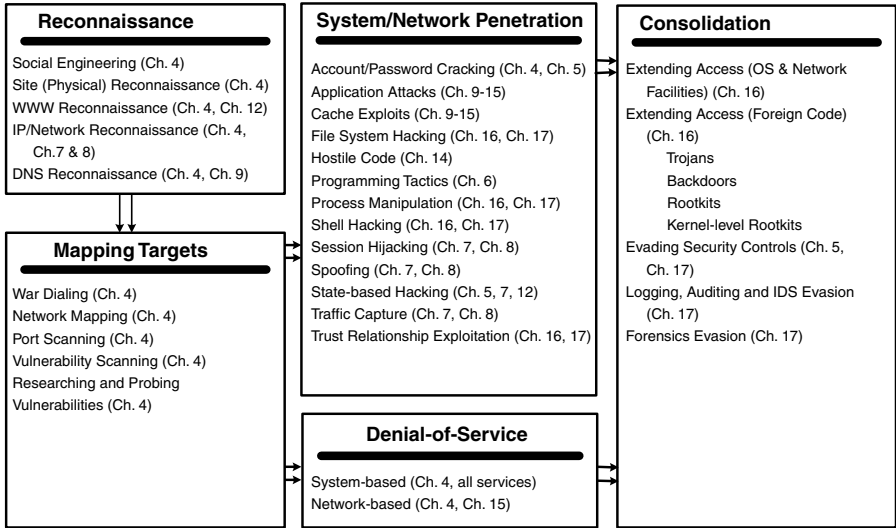 Reconnaissance
Social Engineering (Ch. 4)
Site (Physical) Reconnaissance (Ch. 4)
WWW Reconnaissance (Ch. 4, Ch. 12)
IP/Network Reconnaissance (Ch. 4,
Ch.7 & 8)
DNS Reconnaissance (Ch. 4, Ch. 9)
Mapping Targets
War Dialing (Ch. 4)
Network Mapping (Ch. 4)
Port Scanning (Ch. 4)
Vulnerability Scanning (Ch. 4)
Researching and Probing
Vulnerabilities (Ch. 4)
System/Network Penetration
Account/Password Cracking (Ch. 4, Ch. 5)
Application Attacks (Ch. 9-15)
Cache Exploits (Ch. 9-15)
File System Hacking (Ch. 16, Ch. 17)
Hostile Code (Ch. 14)
Programming Tactics (Ch. 6)
Process Manipulation (Ch. 16, Ch. 17)
Shell Hacking (Ch. 16, Ch. 17)
Session Hijacking (Ch. 7, Ch. 8)
Spoofing (Ch. 7, Ch. 8)
State-based Hacking (Ch. 5, 7, 12)
Traffic Capture (Ch. 7, Ch. 8)
Trust Relationship Exploitation (Ch. 16, 17)
Denial-of-Service
System-based (Ch. 4, all services)
Network-based (Ch. 4, Ch. 15)
Consolidation
Extending Access (OS & Network
Facilities) (Ch. 16)
Extending Access (Foreign Code)
(Ch. 16)
Trojans
Backdoors
Rootkits
Kernel-level Rootkits
Evading Security Controls (Ch. 5,
Ch. 17)
Logging, Auditing and IDS Evasion
(Ch. 17)
Forensics Evasion (Ch. 17)